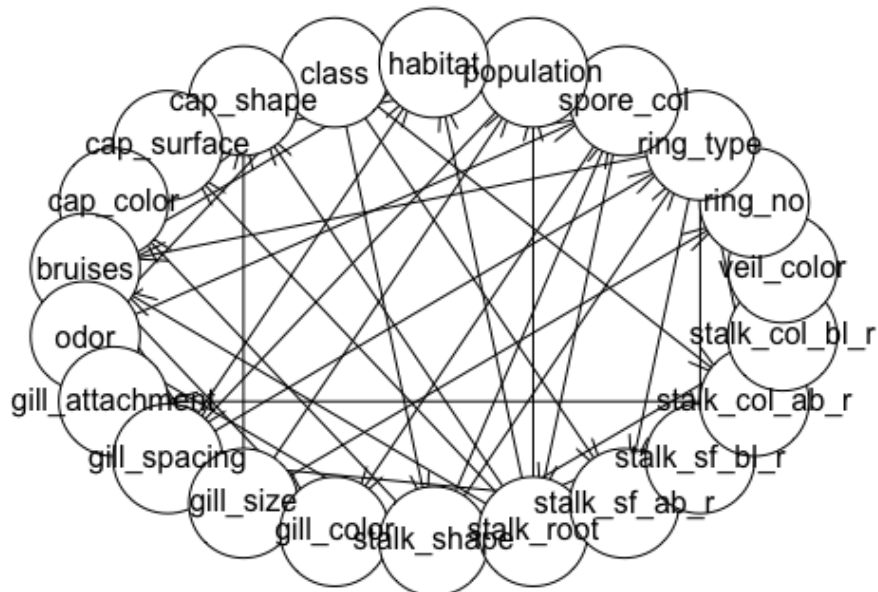 habitat
class
population
cap_shape
spore_col
cap_surface
ring_type
cap_color
ring_no
bruises
veil_color
odor
stalk_col_bl_r
gill_attachment
stalk_col_ab_r
gill_spacing
stalk_sf_bl_r
gill_size
stalk_sf_ab_r
gill_color
stalk_shape
stalk_root